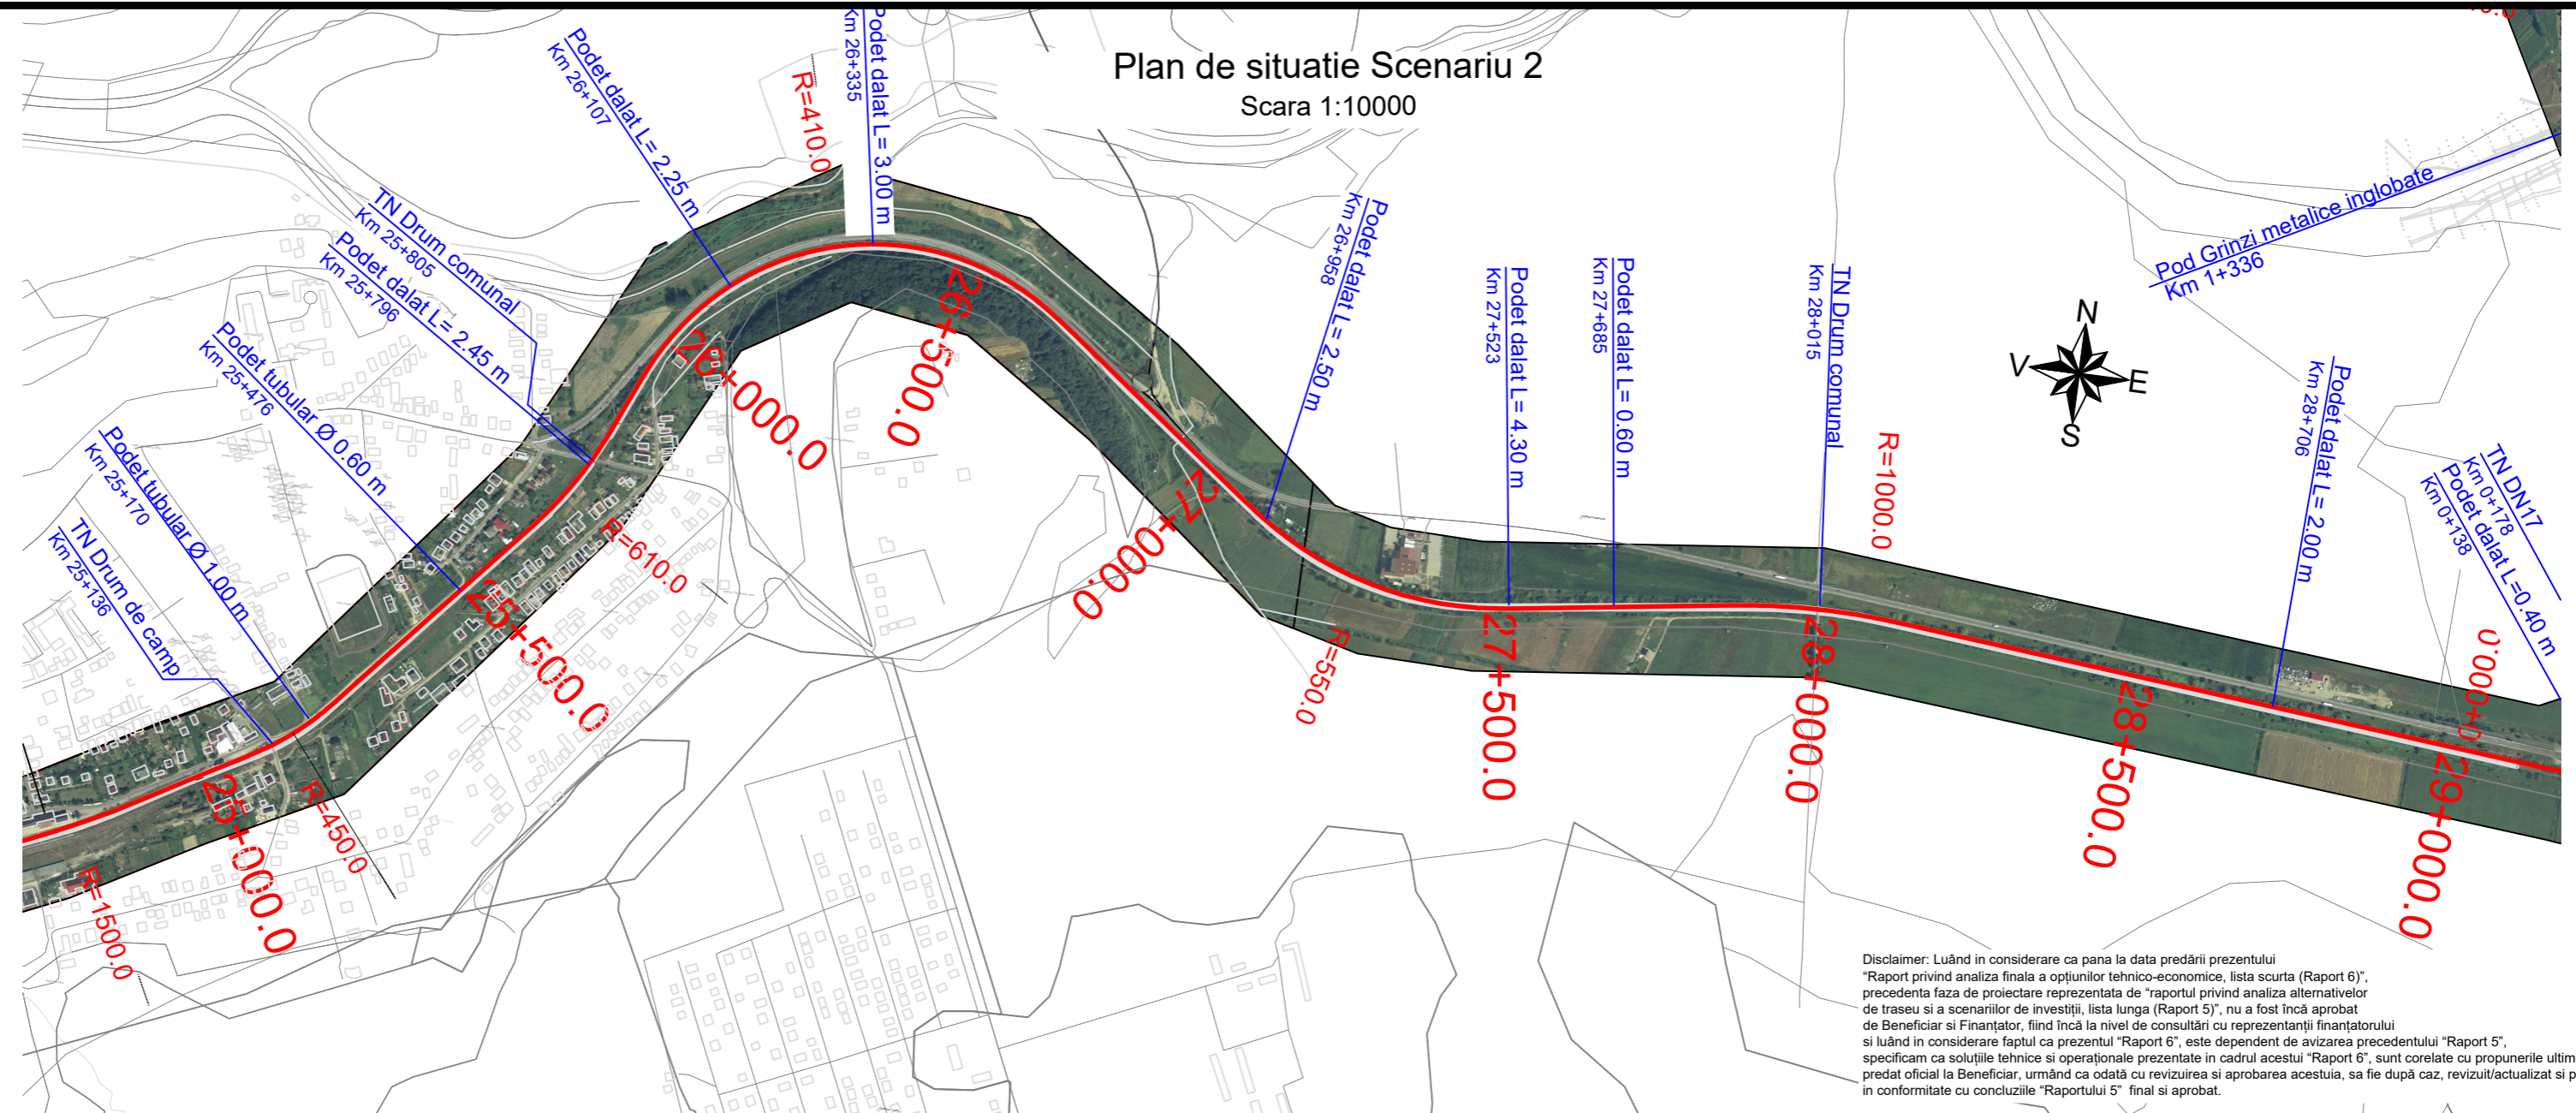 Plan de situatie Scenariu 2
Scara 1:10000
Podet dalat L= 2.25 m
Km 26+107
R=410.0
Podet dalat L= 3.00 m
Km 26+335
TN Drum comunal
Km 25+805
Podet dalat L= 2.45 m
Km 25+796
Podet tubular Ø 0.60 m
Km 25+476
Podet tubular Ø 1.00 m
Km 25+170
TN Drum de camp
Km 25+136
Podet dalat L= 2.50 m
Km 26+958
Podet dalat L= 4.30 m
Km 27+523
Podet dalat L= 0.60 m
Km 27+685
TN Drum comunal
Km 28+015
R=1000.0
Pod Grinzi metalice inglobate
Km 1+336
N
V
E
S
Podet dalat L= 2.00 m
Km 28+706
TN DN17
Km 0+178
Podet dalat L=0.40 m
Km 0+138
26+000.0
26+500.0
27+000.0
R=610.0
25+500.0
R=550.0
27+500.0
28+000.0
28+500.0
0+000.0
29+000.0
25+000.0
R=450.0
R=1500.0
Disclaimer: Luând in considerare ca pana la data predării prezentului
“Raport privind analiza finala a opțiunilor tehnico-economice, lista scurta (Raport 6)”,
precedenta faza de proiectare reprezentata de “raportul privind analiza alternativelor
de traseu si a scenariilor de investiții, lista lunga (Raport 5)”, nu a fost încă aprobat
de Beneficiar si Finanțator, fiind încă la nivel de consultări cu reprezentanții finanțatorului
si luând in considerare faptul ca prezentul “Raport 6”, este dependent de avizarea precedentului “Raport 5”,
specificam ca soluțiile tehnice si operaționale prezentate in cadrul acestui “Raport 6”, sunt corelate cu propunerile ultim
predat oficial la Beneficiar, urmând ca odată cu revizuirea si aprobarea acestuia, sa fie după caz, revizuit/actualizat si p
in conformitate cu concluziile “Raportului 5” final si aprobat.